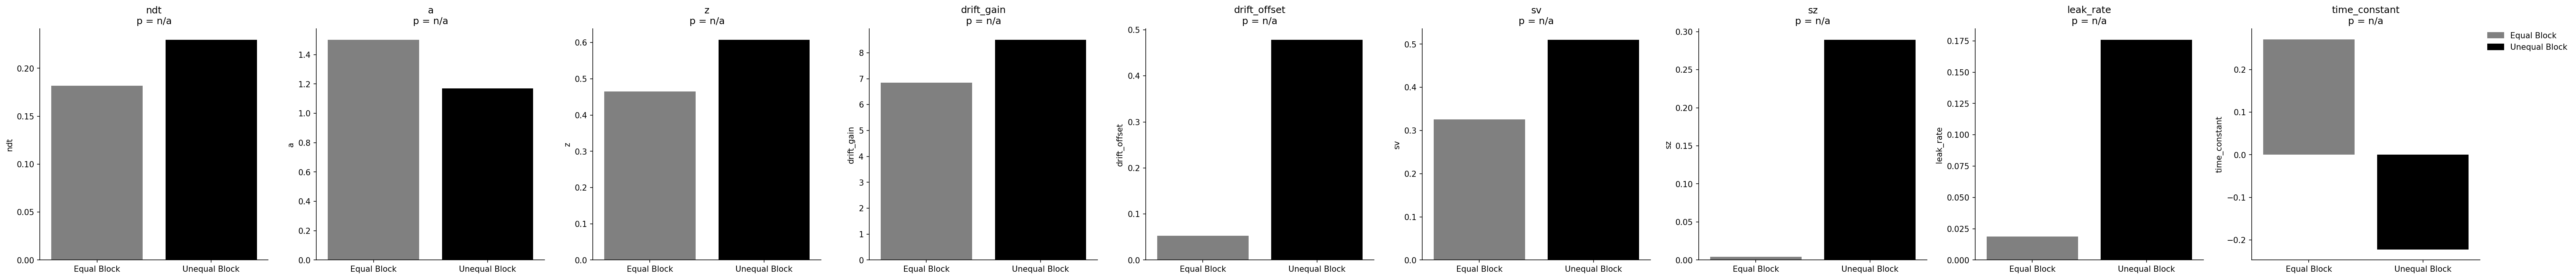 ndt
p = n/a
0.20
0.15
0.10
0.05
0.00
ndt
Equal Block
Unequal Block
a
p = n/a
1.4
1.2
1.0
0.8
0.6
0.4
0.2
0.0
a
Equal Block
Unequal Block
z
p = n/a
0.6
0.5
0.4
0.3
0.2
0.1
0.0
z
Equal Block
Unequal Block
drift_gain
p = n/a
8
7
6
5
4
3
2
1
0
drift_gain
Equal Block
Unequal Block
drift_offset
p = n/a
0.5
0.4
0.3
0.2
0.1
0.0
drift_offset
Equal Block
Unequal Block
sv
p = n/a
0.5
0.4
0.3
0.2
0.1
0.0
sv
Equal Block
Unequal Block
sz
p = n/a
0.30
0.25
0.20
0.15
0.10
0.05
0.00
sz
Equal Block
Unequal Block
leak_rate
p = n/a
0.175
0.150
0.125
0.100
0.075
0.050
0.025
0.000
leak_rate
Equal Block
Unequal Block
time_constant
p = n/a
0.2
0.1
0.0
−0.1
−0.2
time_constant
Equal Block
Unequal Block
Equal Block
Unequal Block